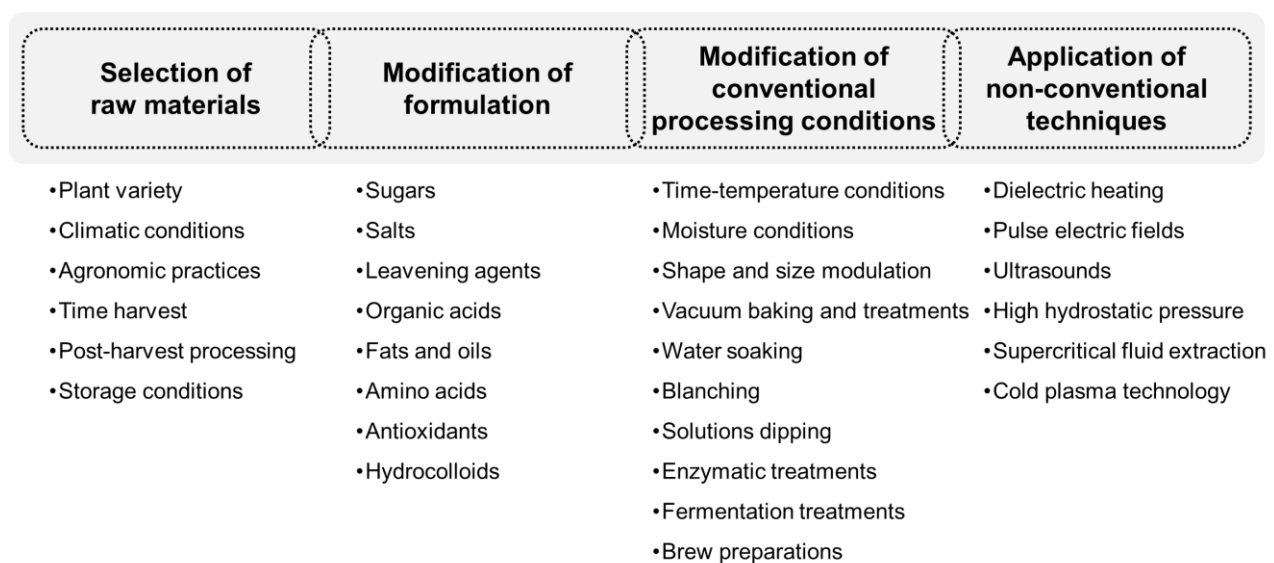 Selection of
raw materials
Modification of
formulation
Modification of
conventional
processing conditions
Application of
non-conventional
techniques
•Plant variety
•Climatic conditions
•Agronomic practices
•Time harvest
•Post-harvest processing
•Storage conditions
•Sugars
•Salts
•Leavening agents
•Organic acids
•Fats and oils
•Amino acids
•Antioxidants
•Hydrocolloids
•Time-temperature conditions
•Moisture conditions
•Shape and size modulation
•Vacuum baking and treatments
•Water soaking
•Blanching
•Solutions dipping
•Enzymatic treatments
•Fermentation treatments
•Brew preparations
•Dielectric heating
•Pulse electric fields
•Ultrasounds
•High hydrostatic pressure
•Supercritical fluid extraction
•Cold plasma technology